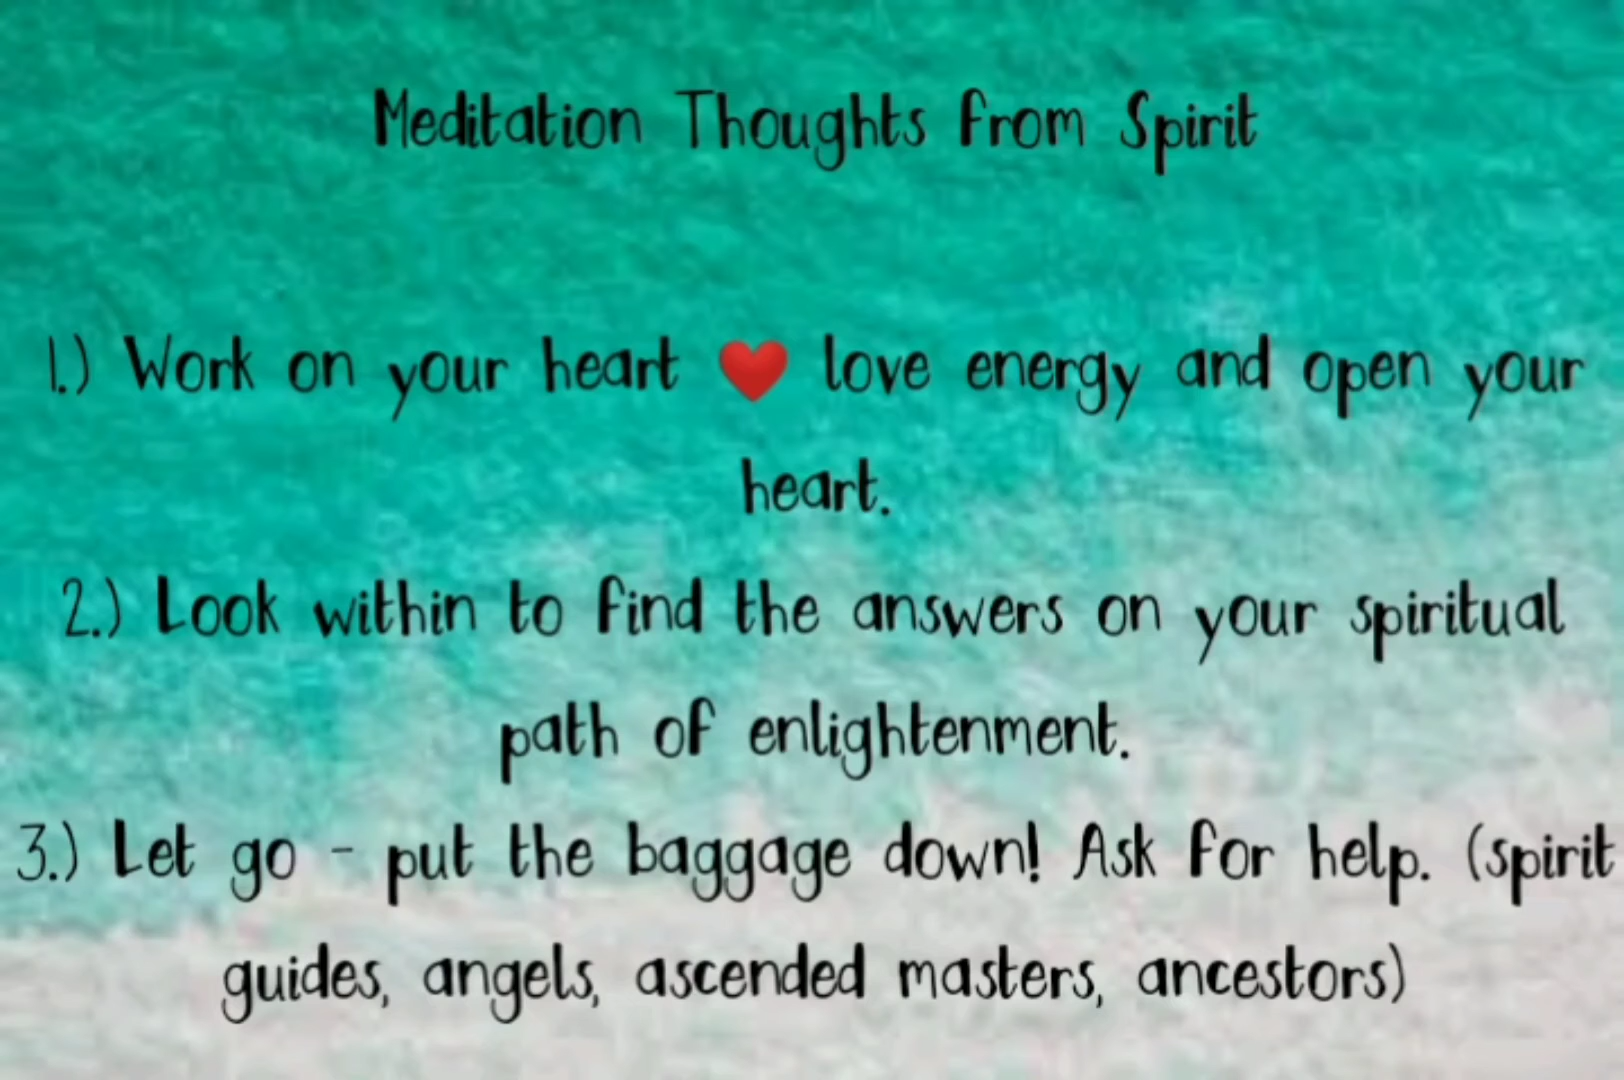 Meditation Thoughts from Spirit
1.) Work on your heart ❤️ love energy and open your
heart.
2.) Look within to find the answers on your spiritual
path of enlightenment.
3.) Let go - put the baggage down! Ask for help. (spirit
guides, angels, ascended masters, ancestors)